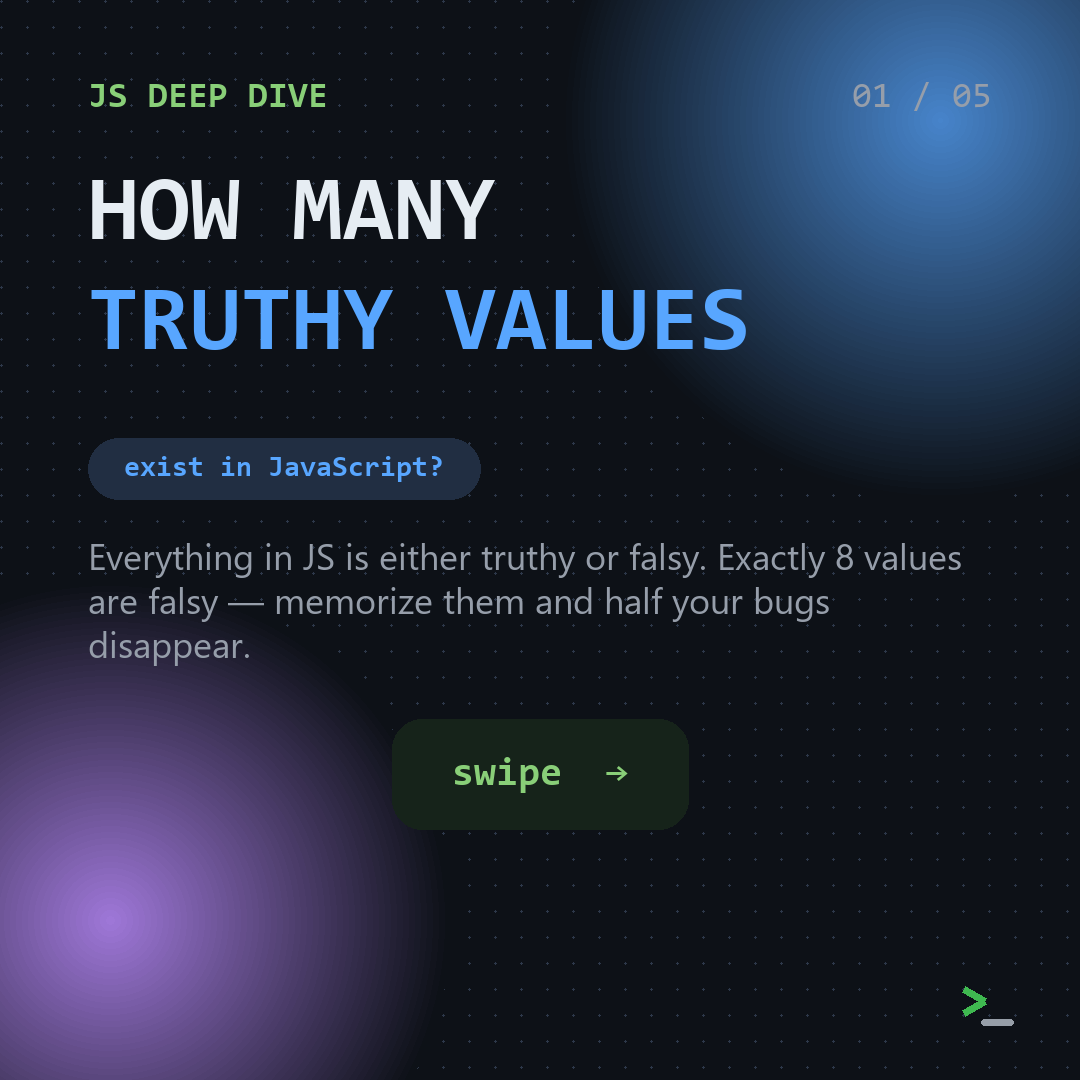 JS DEEP DIVE
01 / 05
HOW MANY
TRUTHY VALUES
exist in JavaScript?
Everything in JS is either truthy or falsy. Exactly 8 values
are falsy — memorize them and half your bugs
disappear.
swipe →
>_